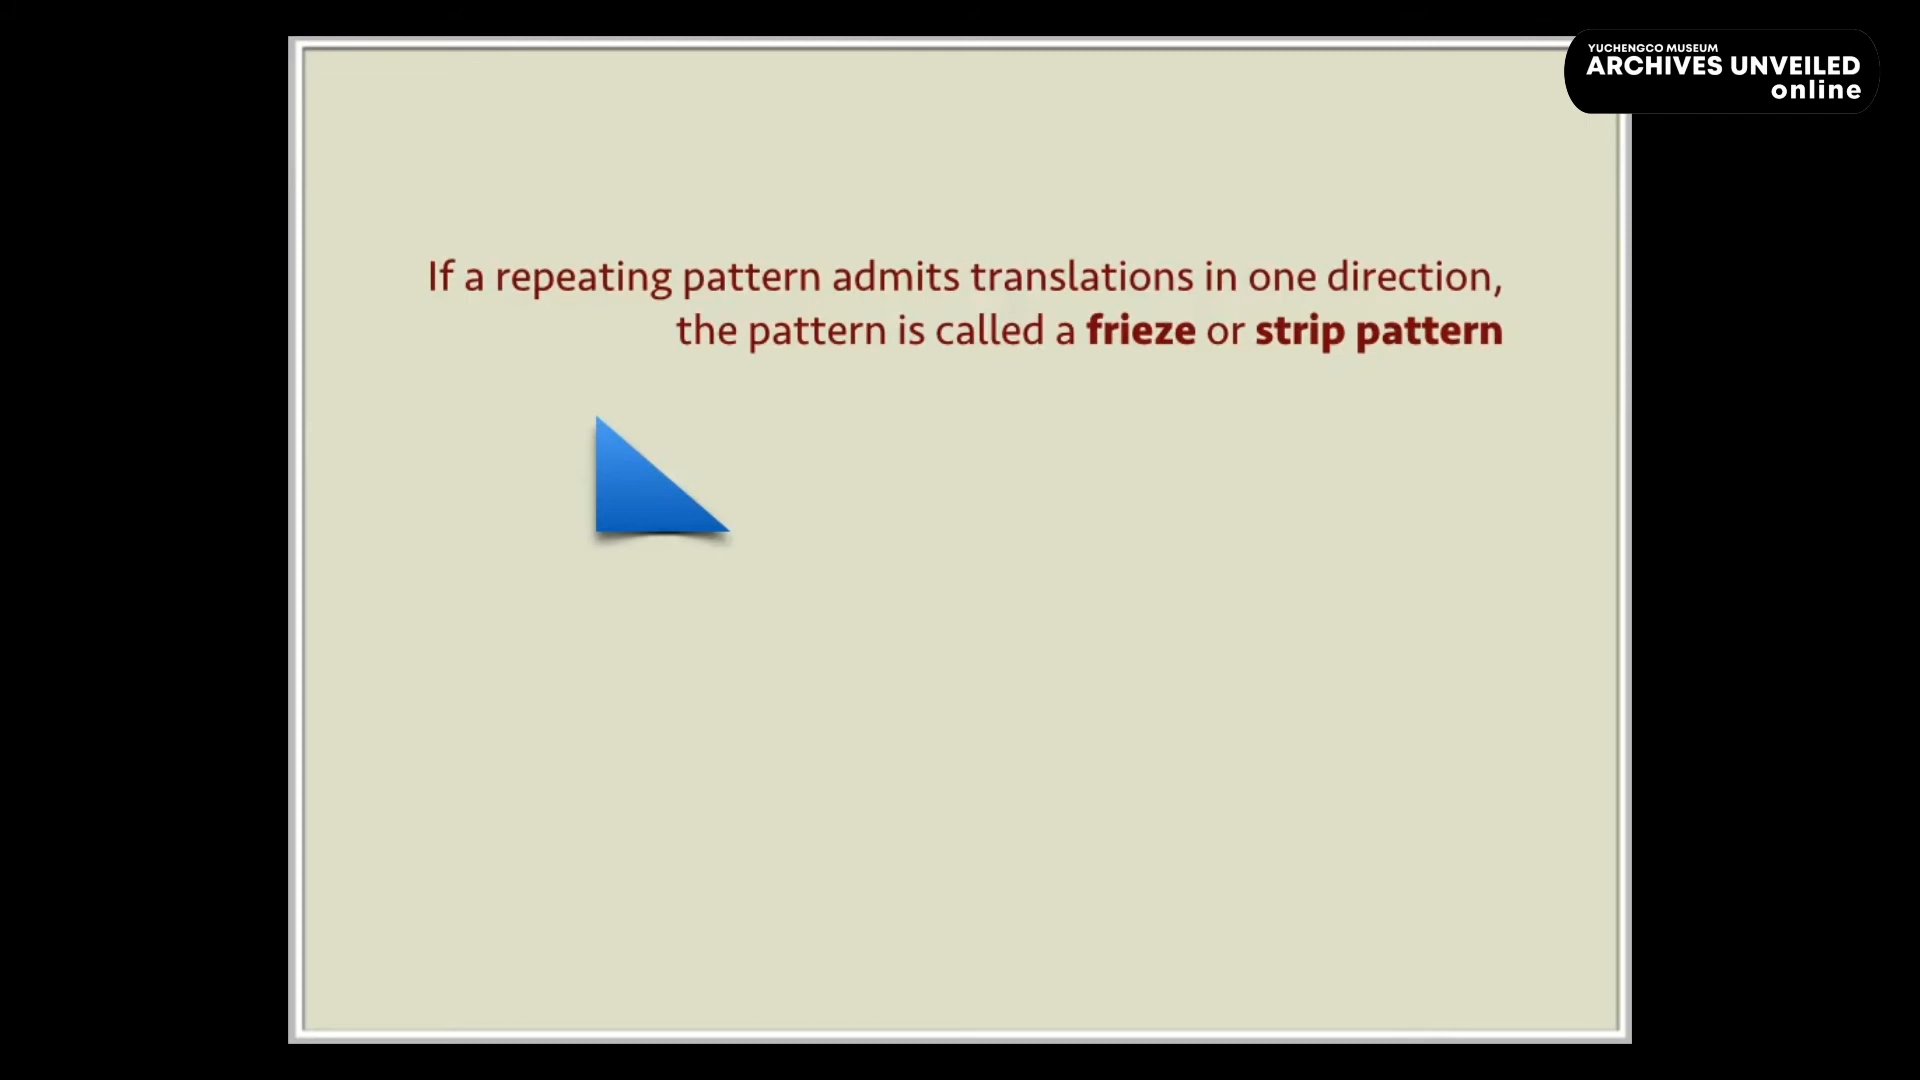 YUCHENGCO MUSEUM
ARCHIVES UNVEILED
online
If a repeating pattern admits translations in one direction,
the pattern is called a frieze or strip pattern